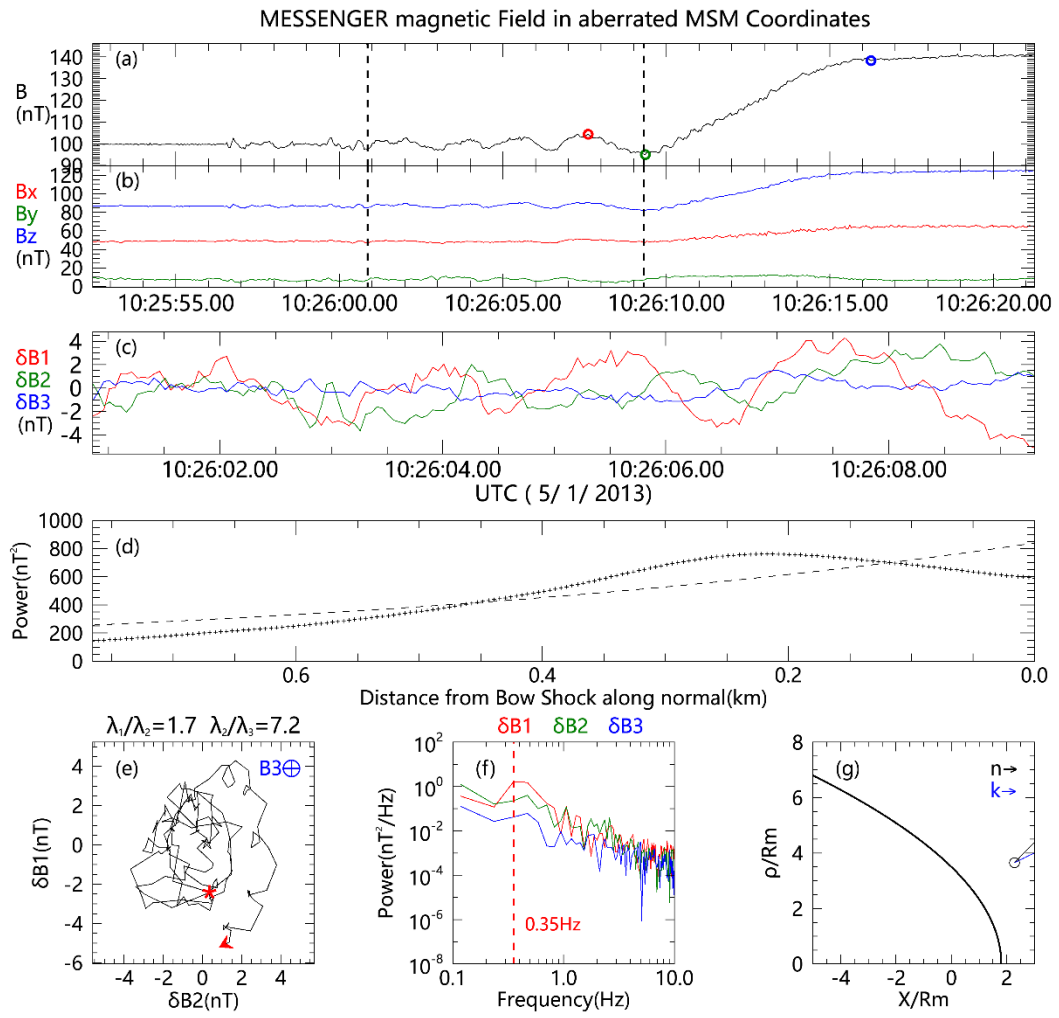 MESSENGER magnetic Field in aberrated MSM Coordinates
(a)
B
(nT)
140
120
100
90
(b)
Bx
By
Bz
(nT)
120
80
60
40
20
0
10:25:55.00 10:26:00.00 10:26:05.00 10:26:10.00 10:26:15.00 10:26:20.00
(c)
δB1
δB2
δB3
(nT)
4
2
0
-2
-4
10:26:02.00 10:26:04.00 10:26:06.00 10:26:08.00
UTC ( 5/ 1/ 2013)
(d)
Power(nT²)
1000
800
600
400
200
0
0.6 0.4 0.2 0.0
Distance from Bow Shock along normal(km)
λ₁/λ₂=1.7 λ₂/λ₃=7.2
(e)
B3
δB1(nT)
4
2
0
-2
-4
-6
-4 -2 0 2 4
δB2(nT)
δB1 δB2 δB3
(f)
Power(nT²/Hz)
10²
10⁰
10⁻²
10⁻⁴
10⁻⁶
10⁻⁸
0.35Hz
0.1 1.0 10.0
Frequency(Hz)
(g)
n→
k→
ρ/Rm
8
6
4
2
0
-4 -2 0 2
X/Rm